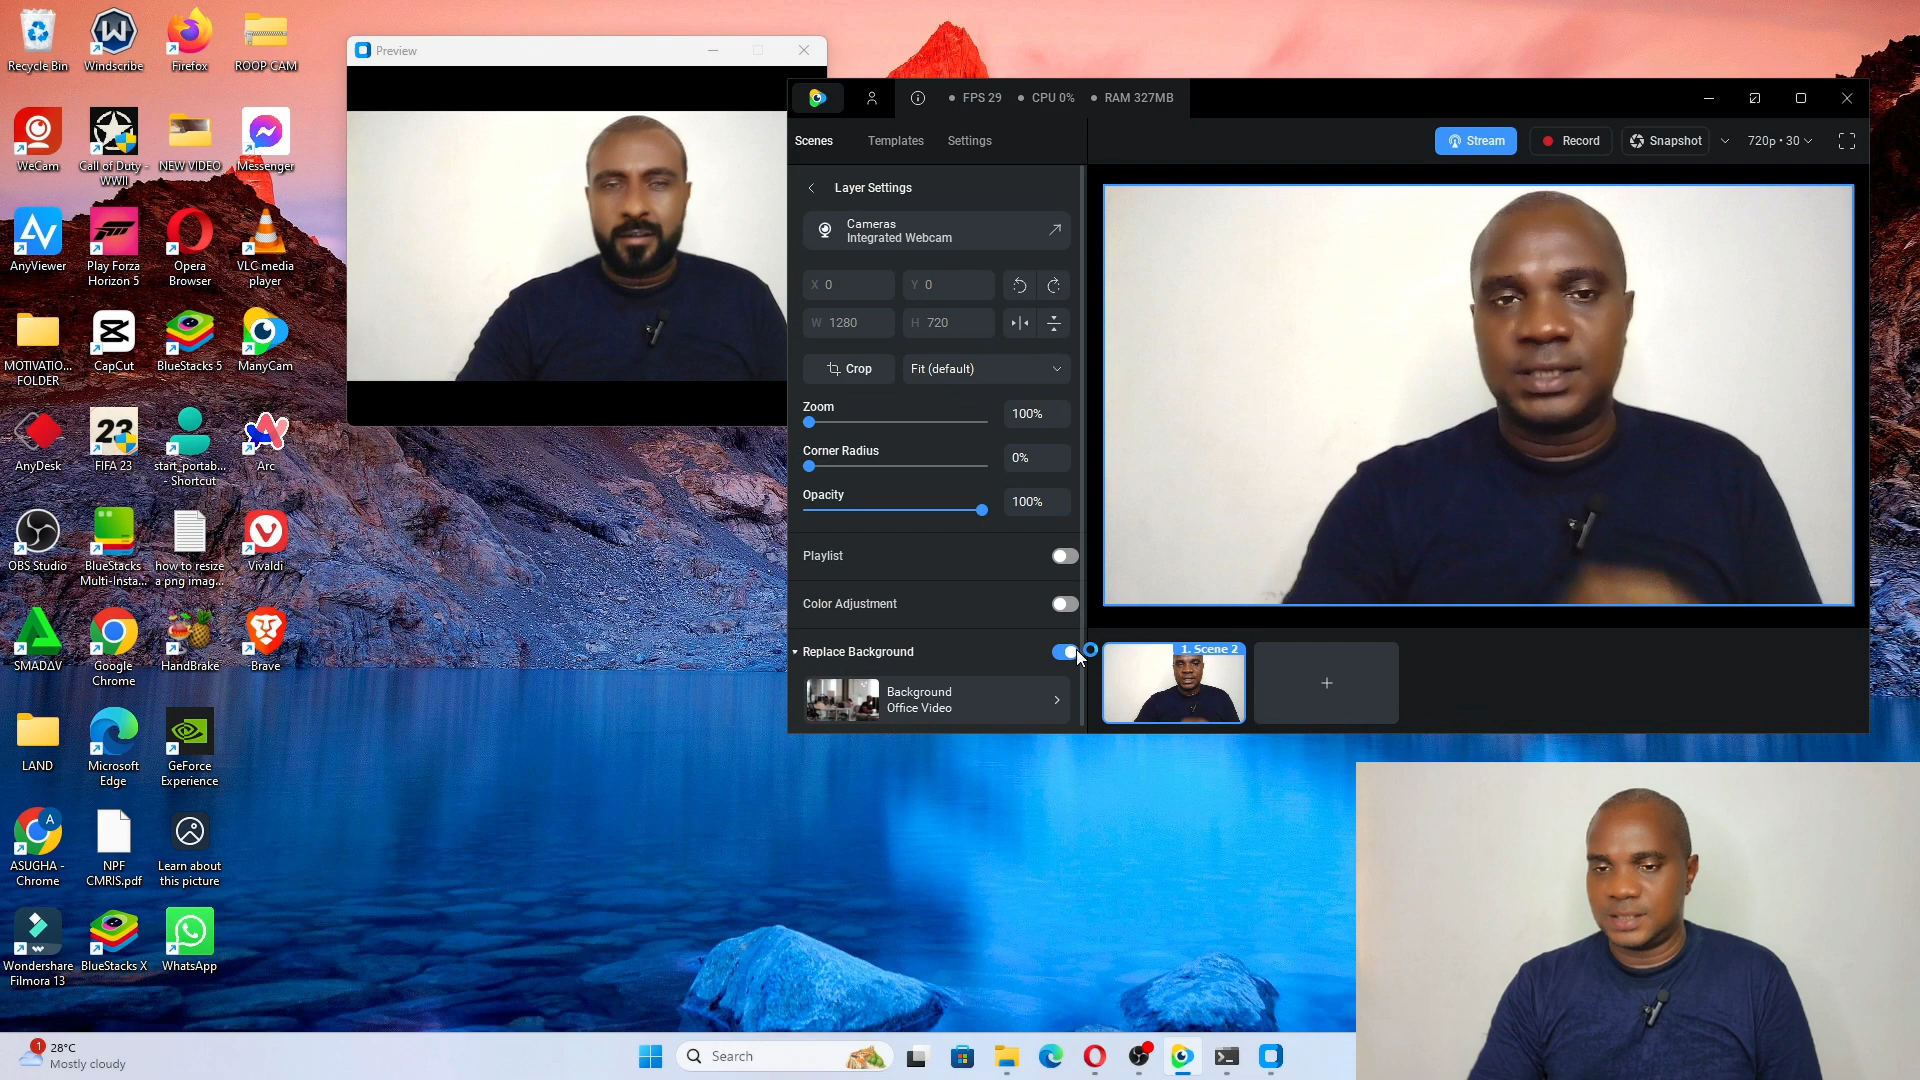 Recycle Bin
Windscribe
Firefox
ROOP CAM
WeCam
Call of Duty - WWII
NEW VIDEO
Messenger
AnyViewer
Play Forza Horizon 5
Opera Browser
VLC media player
MOTIVATIO... FOLDER
CapCut
BlueStacks 5
ManyCam
AnyDesk
23
FIFA 23
start_portab... - Shortcut
Arc
OBS Studio
BlueStacks Multi-Insta...
how to resize a png imag...
Vivaldi
SMADΔV
Google Chrome
HandBrake
Brave
LAND
Microsoft Edge
GeForce Experience
A
ASUGHA - Chrome
NPF CMRIS.pdf
Learn about this picture
Wondershare Filmora 13
BlueStacks X
WhatsApp
Preview
FPS 29
CPU 0%
RAM 327MB
Scenes
Templates
Settings
Stream
Record
Snapshot
720p • 30
Layer Settings
Cameras
Integrated Webcam
X 0
Y 0
W 1280
H 720
Crop
Fit (default)
Zoom
100%
Corner Radius
0%
Opacity
100%
Playlist
Color Adjustment
Replace Background
Background
Office Video
1. Scene 2
1
28°C
Mostly cloudy
Search